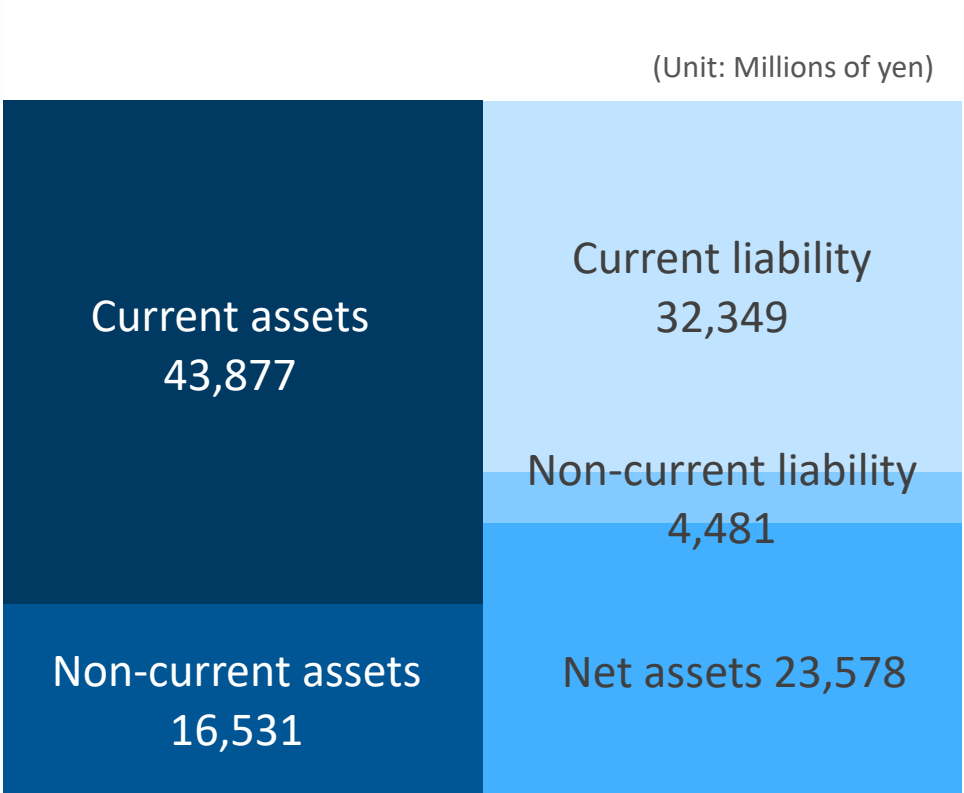 (Unit: Millions of yen)
Current assets
43,877
Non-current assets
16,531
Current liability
32,349
Non-current liability
4,481
Net assets 23,578